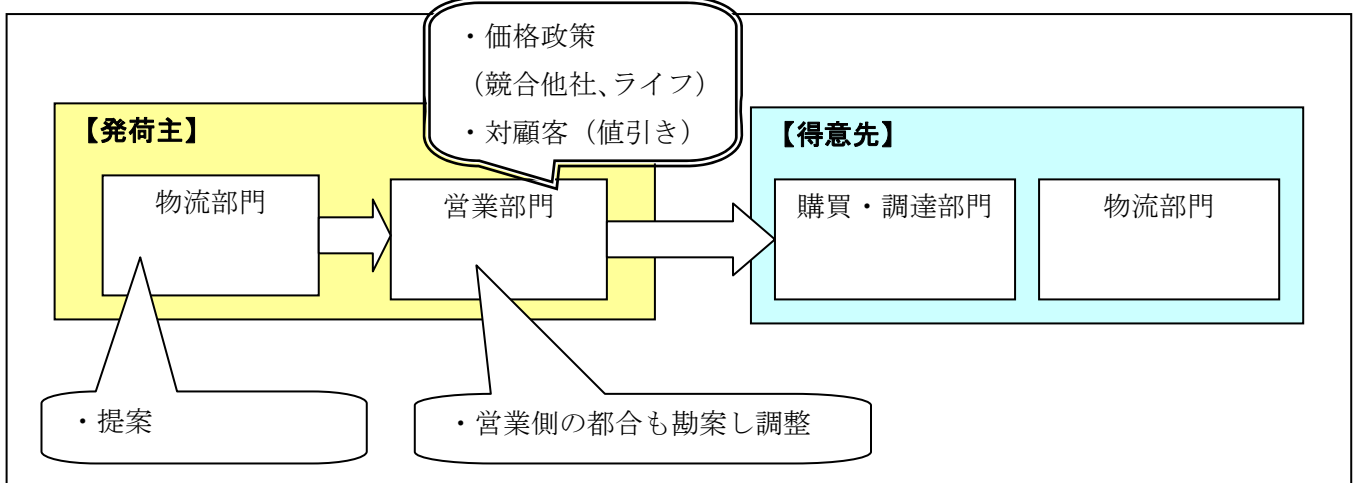 ・価格政策
（競合他社、ライフ）
・対顧客（値引き）
【発荷主】
【得意先】
物流部門
営業部門
購買・調達部門
物流部門
・提案
・営業側の都合も勘案し調整